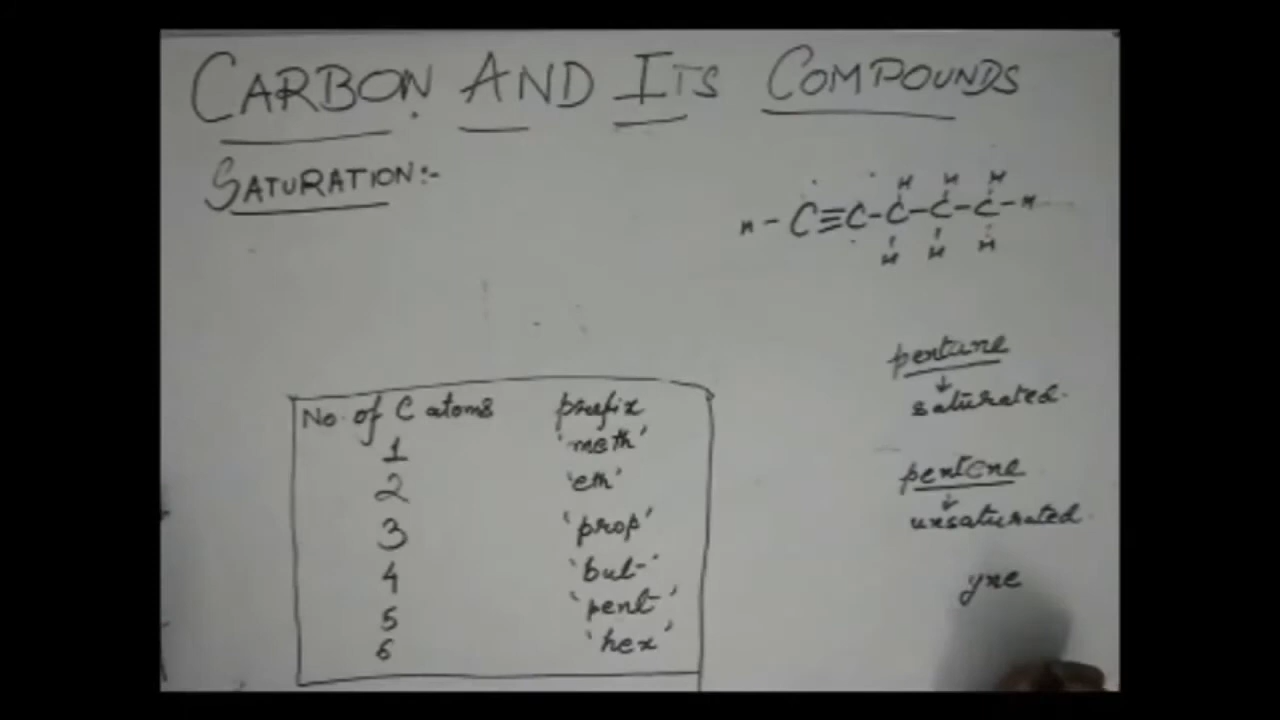 CARBON AND ITS COMPOUNDS
SATURATION:-
H H H
H - C≡C-C-C-C-H
H H H
pentane
↓
saturated.
pentene
↓
unsaturated.
yne
No. of C atoms prefix
1 'meth'
2 'eth'
3 'prop'
4 'but'
5 'pent'
6 'hex'